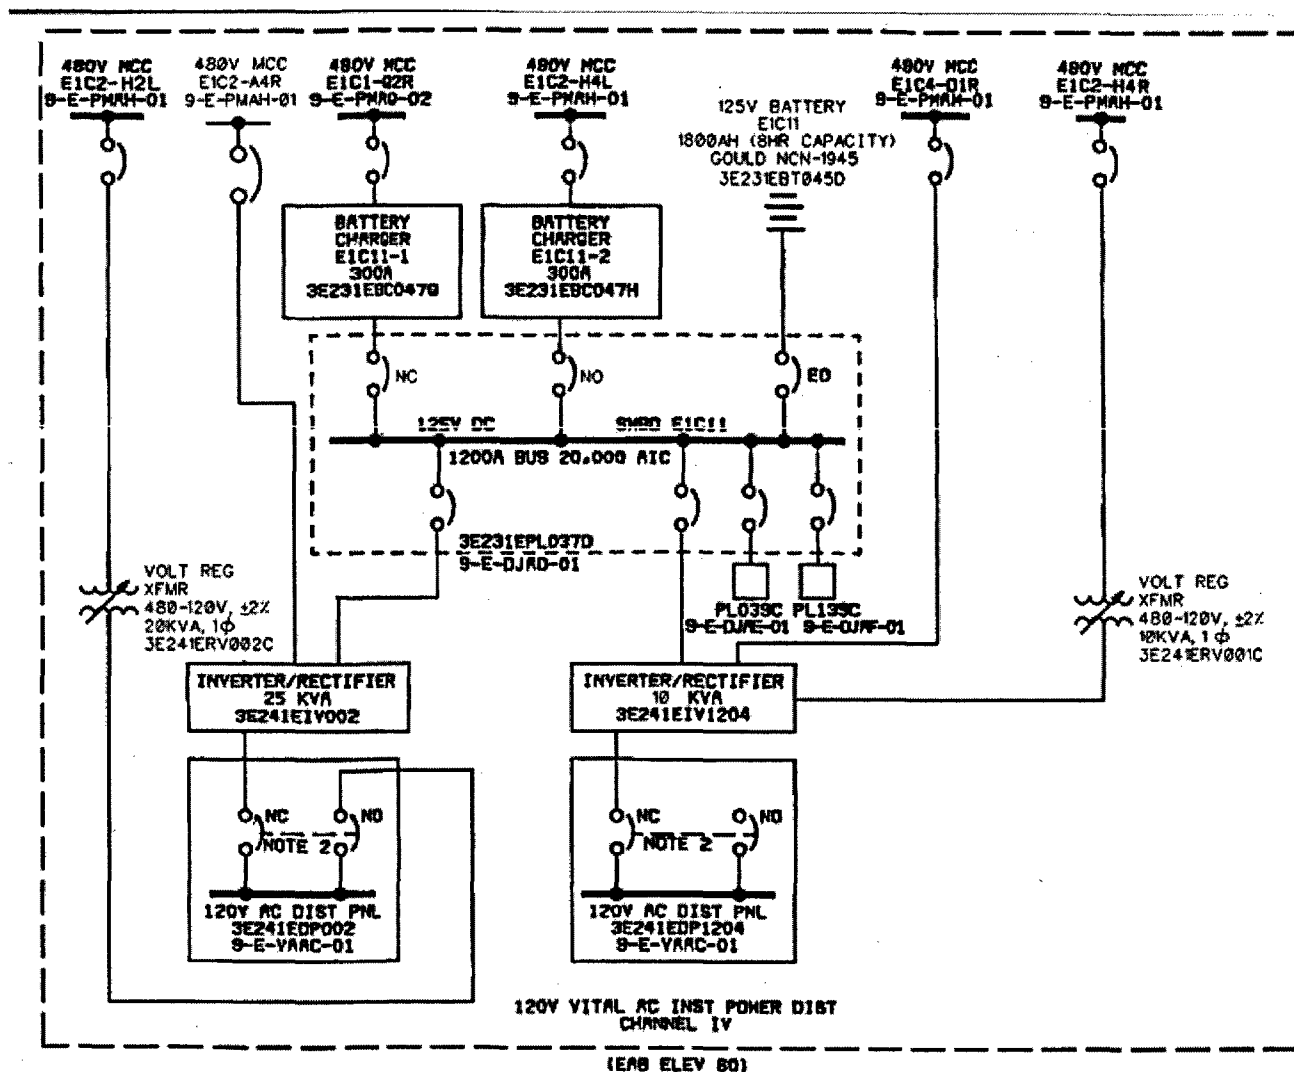 480V MCC
E1C2-H2L
9-E-PMAH-01
480V MCC
E1C2-A4R
9-E-PMAH-01
480V MCC
E1C1-Q2R
9-E-PMAQ-02
480V MCC
E1C2-H4L
9-E-PMAH-01
125V BATTERY
E1C11
1800AH (8HR CAPACITY)
GOULD NCN-1945
3E231EBT045D
480V MCC
E1C4-D1R
9-E-PMAM-01
480V MCC
E1C2-H4R
9-E-PMAH-01
BATTERY
CHARGER
E1C11-1
300A
3E231EBC047G
BATTERY
CHARGER
E1C11-2
300A
3E231EBC047H
NC
NO
ED
125V DC
SWBD E1C11
1200A BUS 20,000 AIC
3E231EPL037D
9-E-DJAD-01
PL039C
9-E-DJAE-01
PL139C
9-E-DJAF-01
VOLT REG
XFMR
480-120V, ±2%
20KVA, 1ϕ
3E241ERV002C
VOLT REG
XFMR
480-120V, ±2%
10KVA, 1ϕ
3E241ERV001C
INVERTER/RECTIFIER
25 KVA
3E241EIV002
INVERTER/RECTIFIER
10 KVA
3E241EIV1204
NC
NO
NOTE 2
120V AC DIST PNL
3E241EDP002
9-E-VAAC-01
NC
NO
NOTE 2
120V AC DIST PNL
3E241EDP1204
9-E-VAAC-01
120V VITAL AC INST POWER DIST
CHANNEL IV
(EAB ELEV 60)